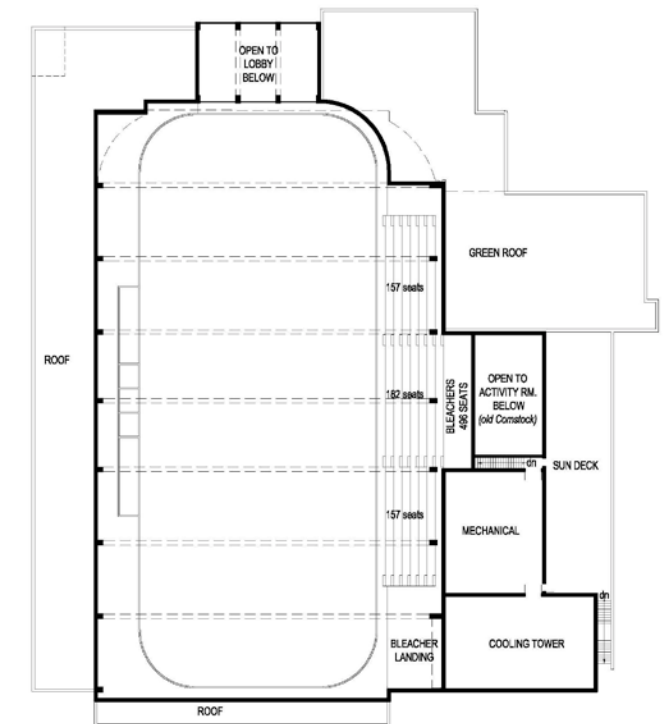 OPEN TO
LOBBY
BELOW
GREEN ROOF
157 seats
ROOF
182 seats
BLEACHERS
496 SEATS
OPEN TO
ACTIVITY RM.
BELOW
(old Comstock)
dn
SUN DECK
157 seats
MECHANICAL
dn
BLEACHER
LANDING
COOLING TOWER
ROOF